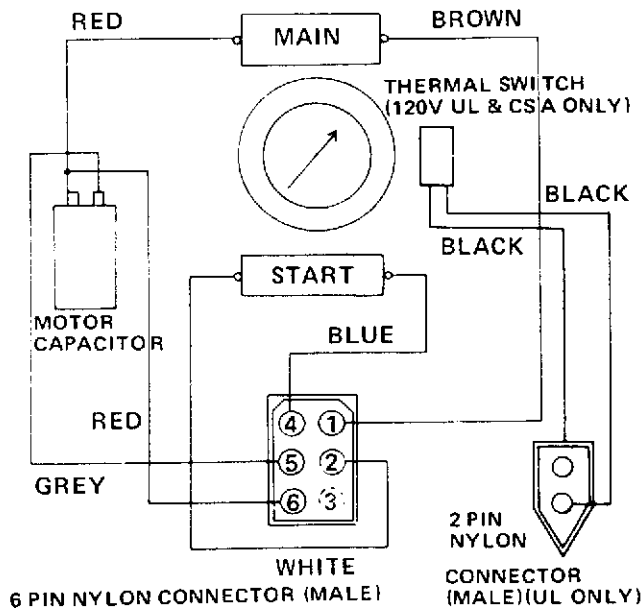 RED
MAIN
BROWN
THERMAL SWITCH
(120V UL & CSA ONLY)
BLACK
BLACK
START
MOTOR
CAPACITOR
BLUE
RED
4 1
5 2
6 3
GREY
WHITE
2 PIN
NYLON
CONNECTOR
(MALE)(UL ONLY)
6 PIN NYLON CONNECTOR (MALE)